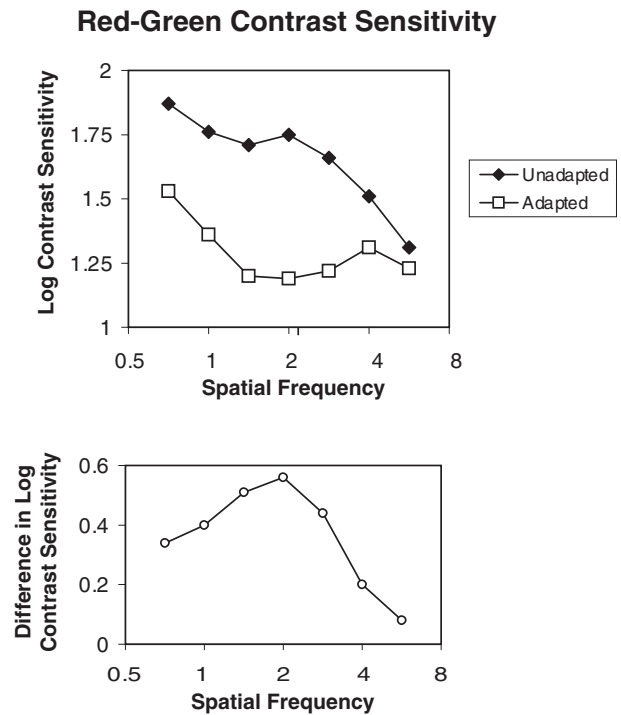 Red-Green Contrast Sensitivity
Log Contrast Sensitivity
2
1.75
1.5
1.25
1
0.5 1 2 4 8
Spatial Frequency
Unadapted
Adapted
Difference in Log
Contrast Sensitivity
0.6
0.4
0.2
0
0.5 1 2 4 8
Spatial Frequency